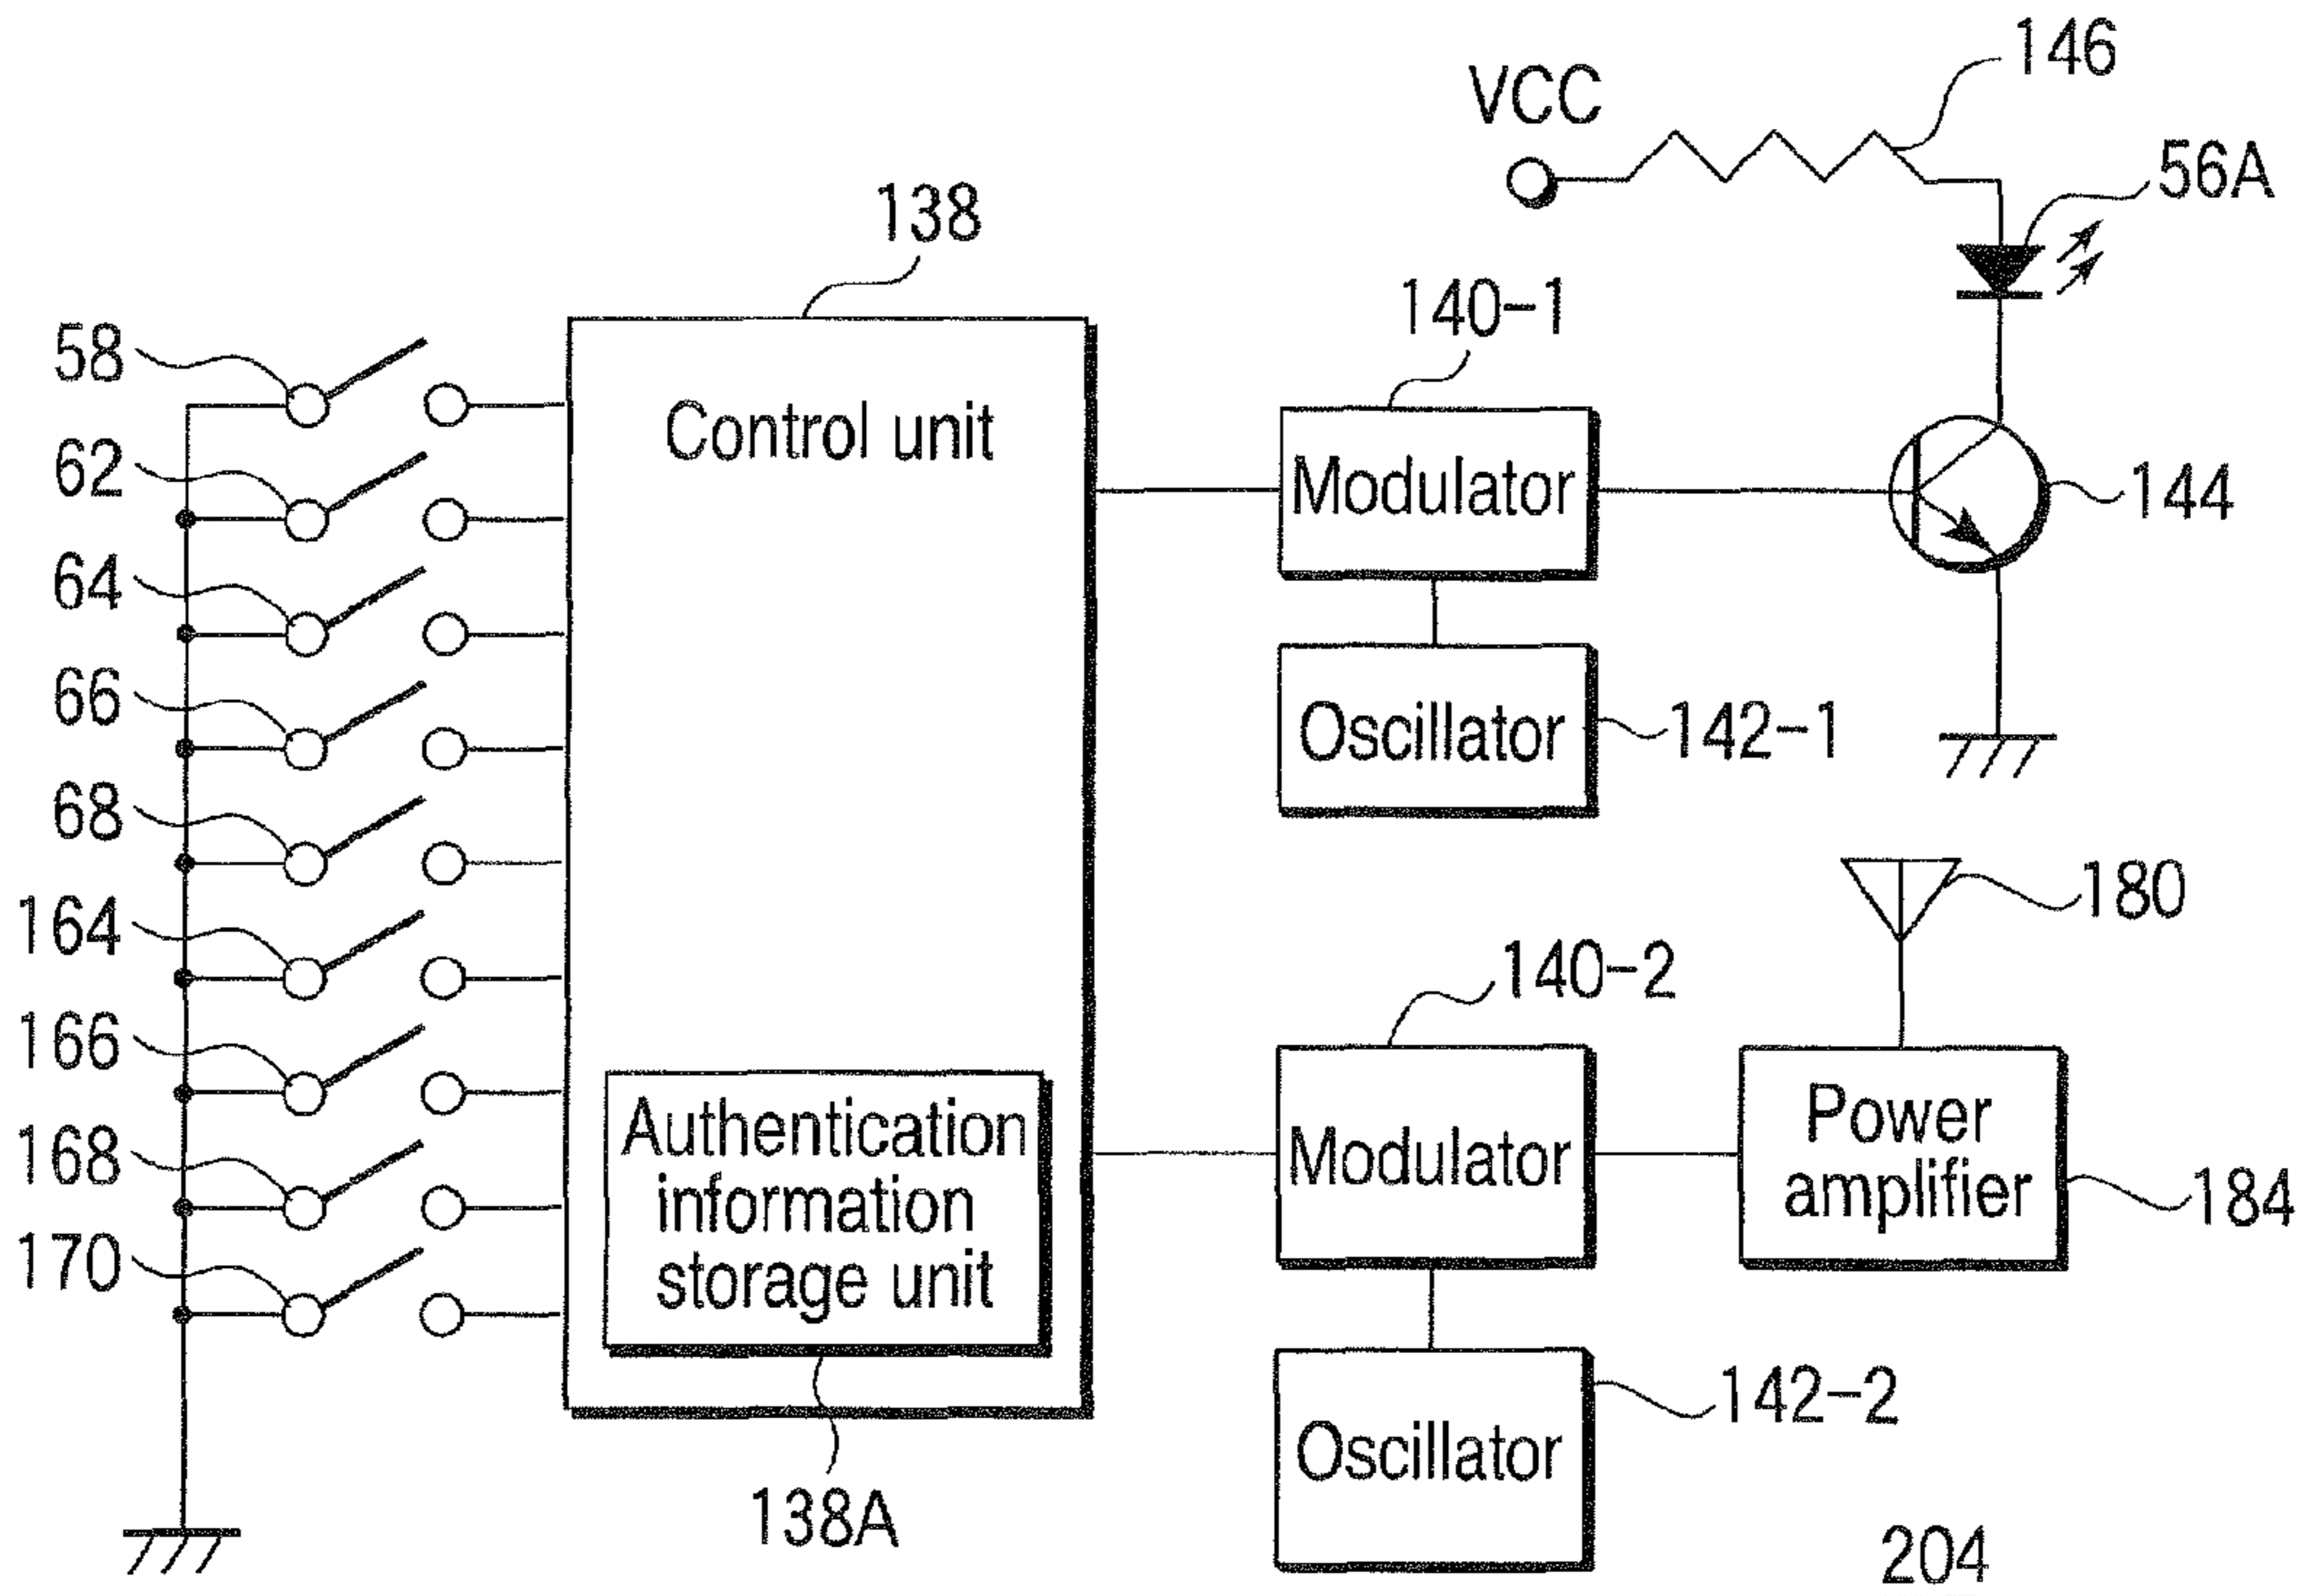 146
VCC
56A
138
140-1
58
Control unit
62
Modulator
144
64
66
Oscillator
142-1
68
180
164
140-2
166
Power
amplifier
Authentication
information
storage unit
Modulator
168
184
170
142-2
Oscillator
138A
204